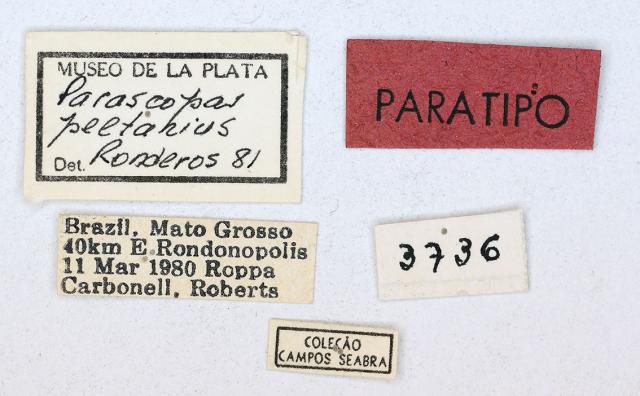 MUSEO DE LA PLATA
Parascopas
peltarius
Det. Ronderos 81
PARATIPO
Brazil, Mato Grosso
40km E Rondonopolis
11 Mar 1980 Roppa
Carbonell, Roberts
3736
COLEÇÃO
CAMPOS SEABRA